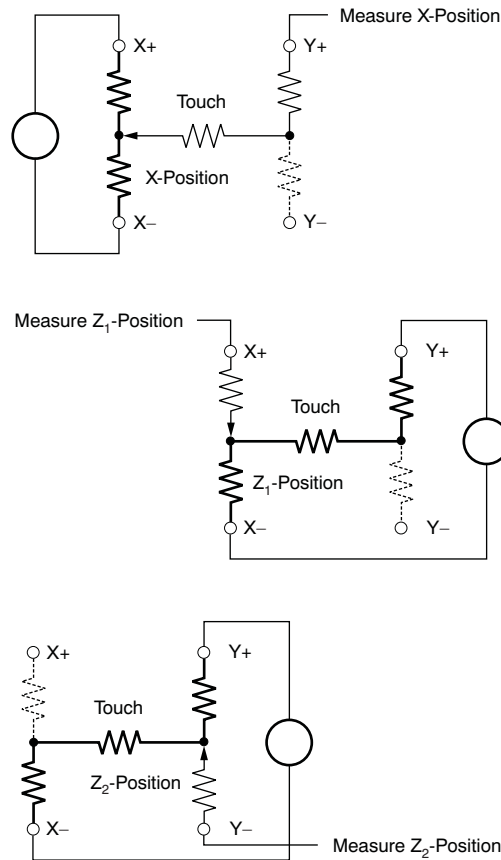 Measure X-Position
X+
Y+
Touch
X-Position
X–
Y–
Measure Z₁-Position
X+
Y+
Touch
Z₁-Position
X–
Y–
X+
Y+
Touch
Z₂-Position
X–
Y–
Measure Z₂-Position